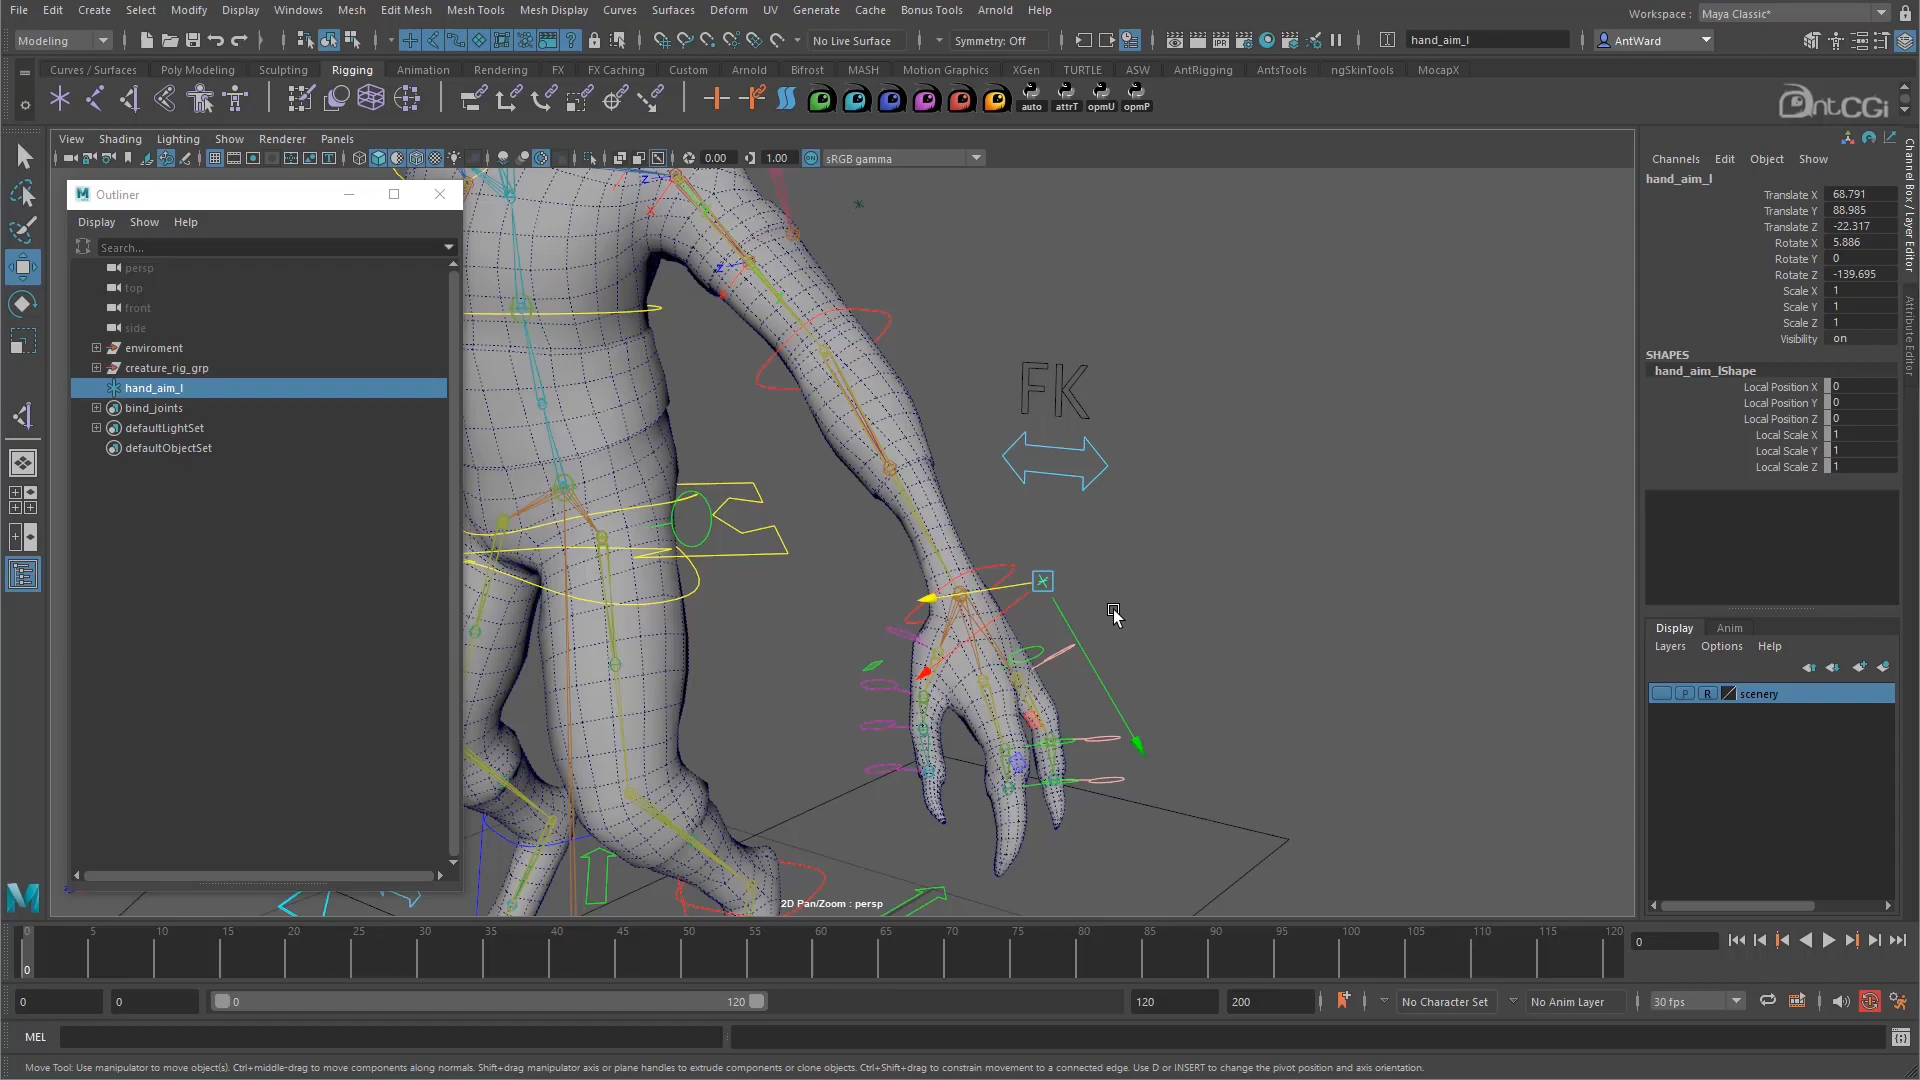 File Edit Create Select Modify Display Windows Mesh Edit Mesh Mesh Tools Mesh Display Curves Surfaces Deform UV Generate Cache Bonus Tools Arnold Help
Workspace : Maya Classic*
Modeling No Live Surface Symmetry: Off hand_aim_l AntWard
Curves / Surfaces Poly Modeling Sculpting Rigging Animation Rendering FX FX Caching Custom Arnold Bifrost MASH Motion Graphics XGen TURTLE ASW AntRigging AntsTools ngSkinTools MocapX
auto attrT opmU opmP
AntCGi
View Shading Lighting Show Renderer Panels
0.00 1.00 sRGB gamma
Outliner
Display Show Help
Search...
persp
top
front
side
enviroment
creature_rig_grp
hand_aim_l
bind_joints
defaultLightSet
defaultObjectSet
FK
2D Pan/Zoom : persp
Channels Edit Object Show
hand_aim_l
Translate X 68.791
Translate Y 88.985
Translate Z -22.317
Rotate X 5.886
Rotate Y 0
Rotate Z -139.695
Scale X 1
Scale Y 1
Scale Z 1
Visibility on
SHAPES
hand_aim_lShape
Local Position X 0
Local Position Y 0
Local Position Z 0
Local Scale X 1
Local Scale Y 1
Local Scale Z 1
Channel Box / Layer Editor
Attribute Editor
Display Anim
Layers Options Help
P R scenery
0 5 10 15 20 25 30 35 40 45 50 55 60 65 70 75 80 85 90 95 100 105 110 115 120
0
0
0 0 0 120 120 200 No Character Set No Anim Layer 30 fps
MEL
Move Tool: Use manipulator to move object(s). Ctrl+middle-drag to move components along normals. Shift+drag manipulator axis or plane handles to extrude components or clone objects. Ctrl+Shift+drag to constrain movement to a connected edge. Use D or INSERT to change the pivot position and axis orientation.